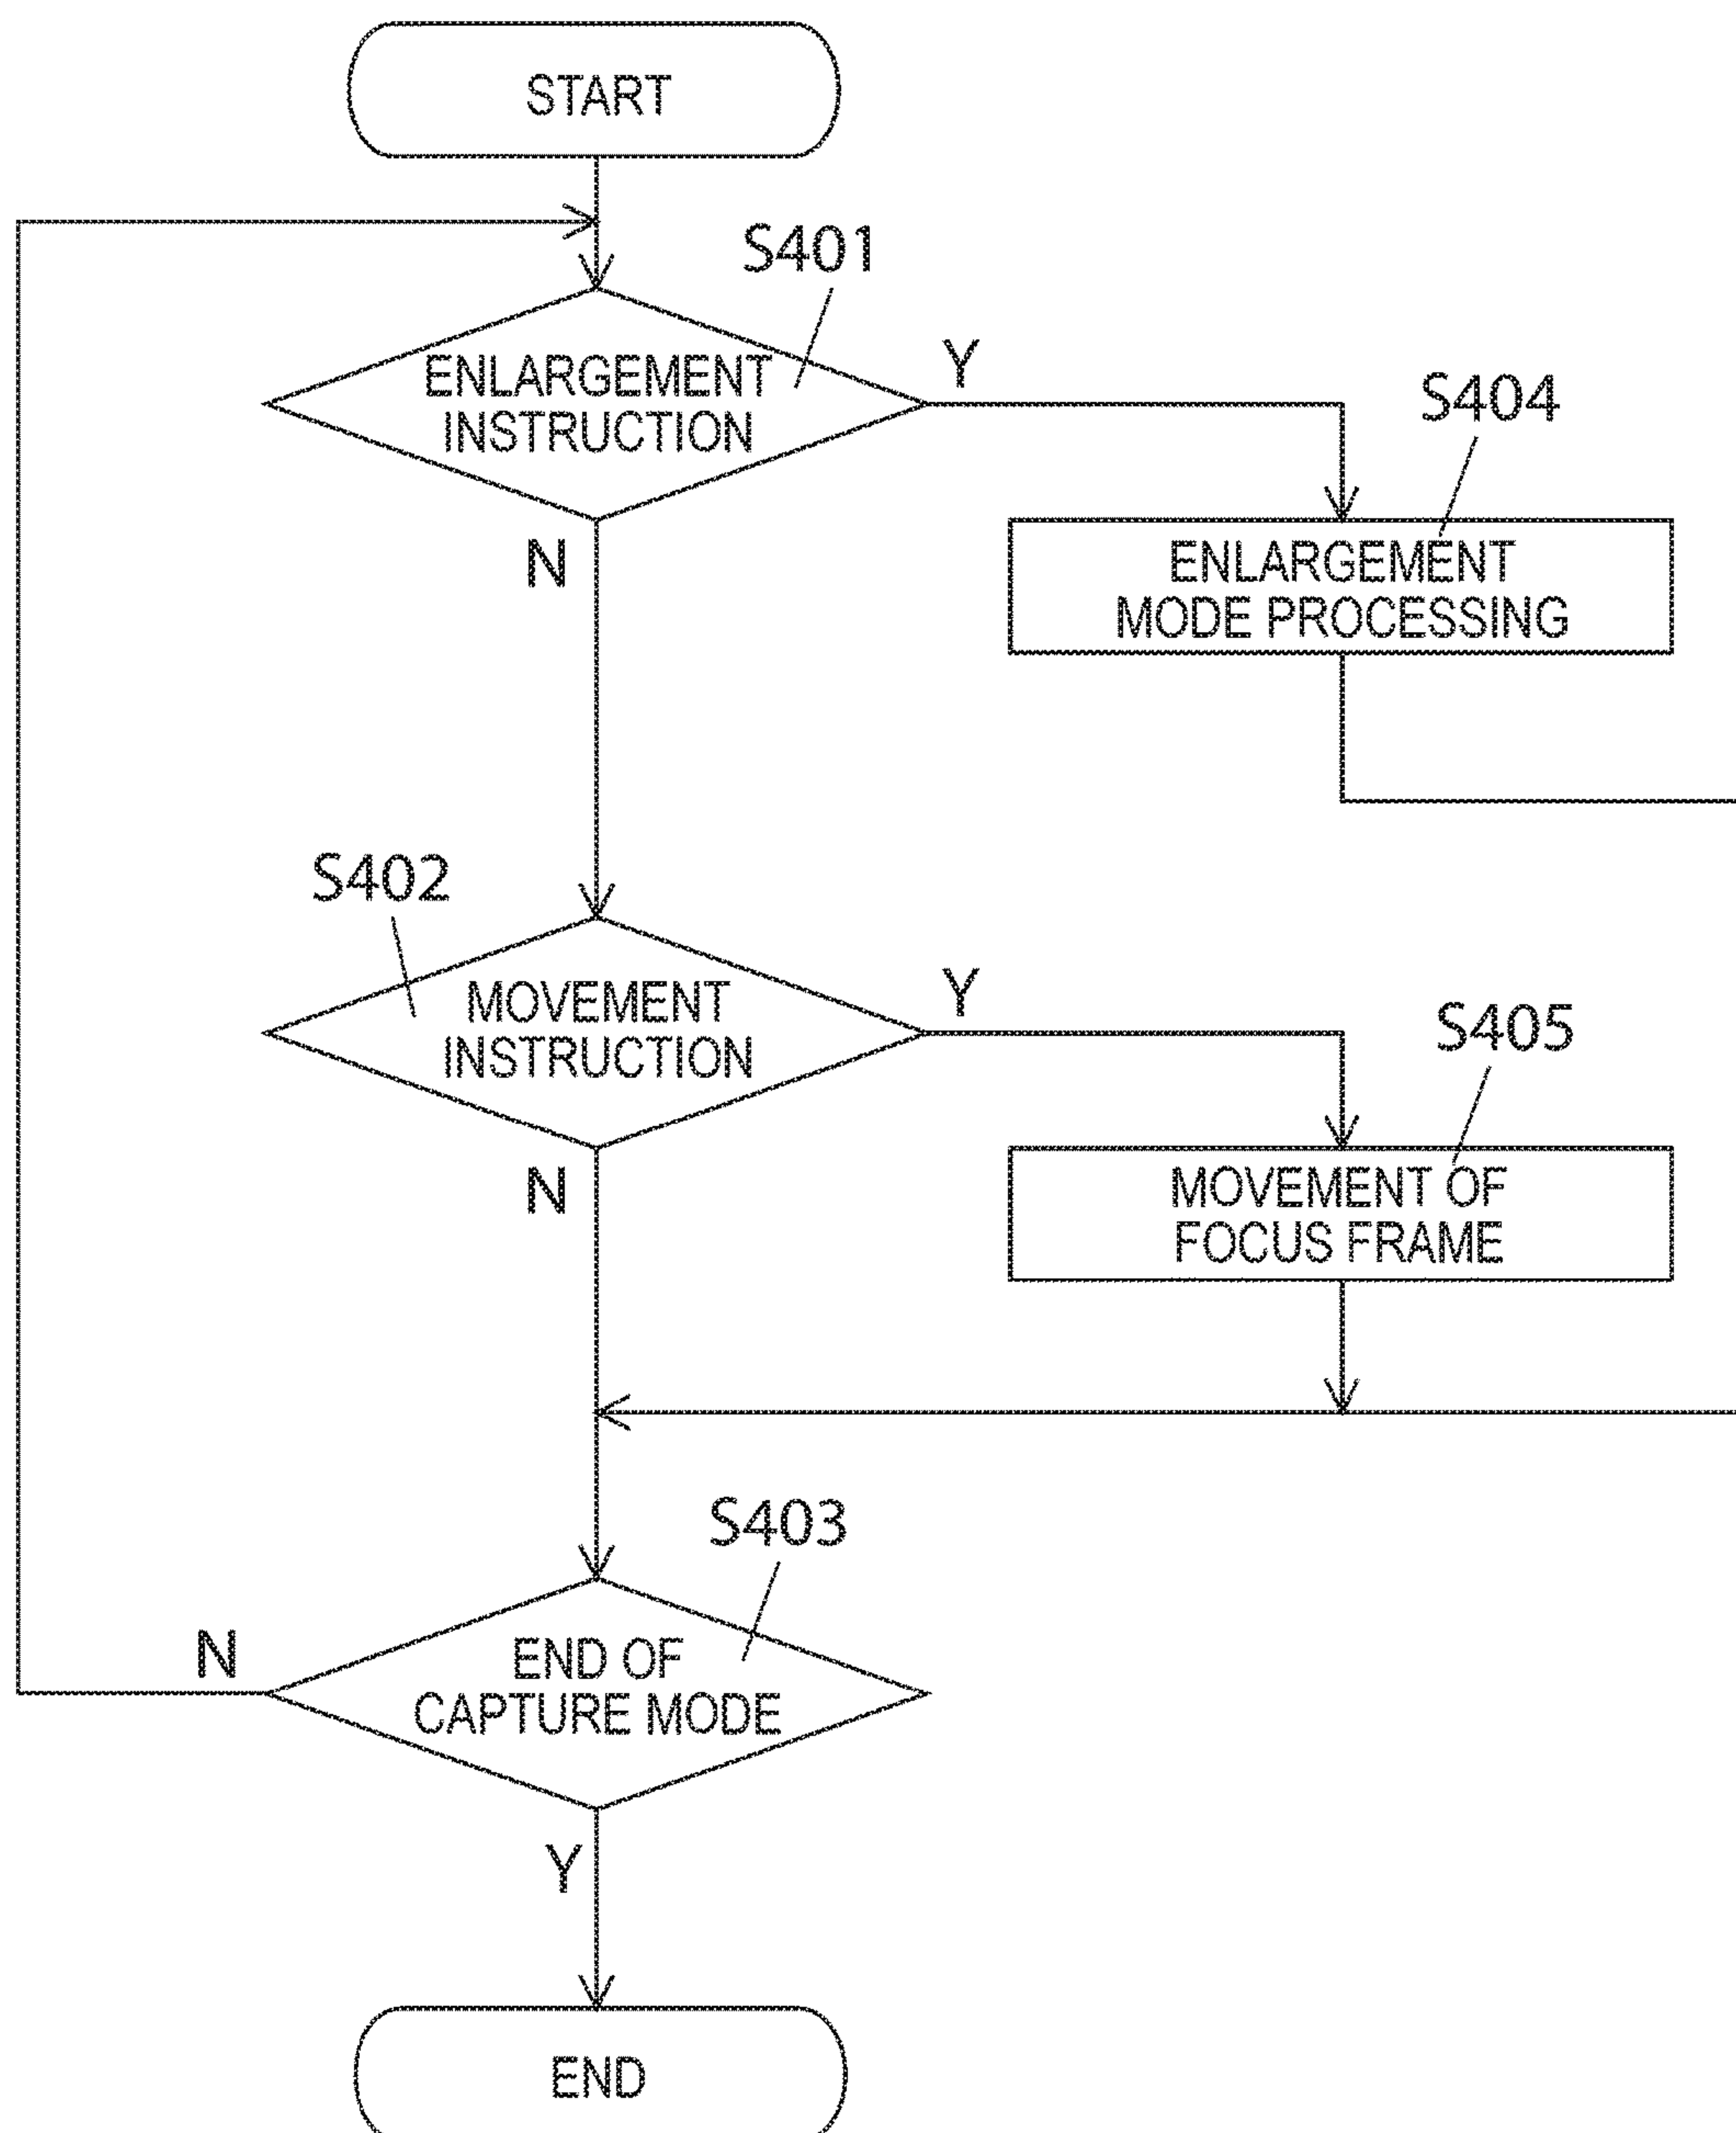 START
S401
ENLARGEMENT
INSTRUCTION
Y
N
S404
ENLARGEMENT
MODE PROCESSING
S402
MOVEMENT
INSTRUCTION
Y
N
S405
MOVEMENT OF
FOCUS FRAME
S403
END OF
CAPTURE MODE
N
Y
END